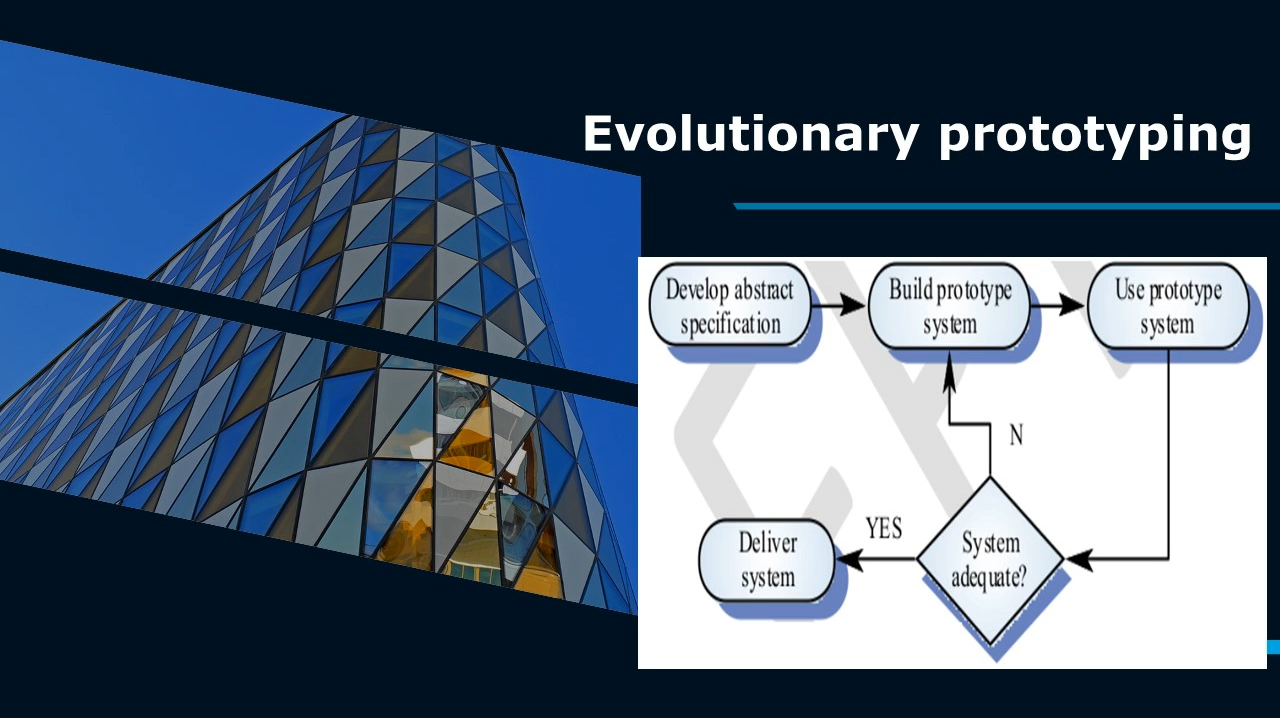 Evolutionary prototyping
Develop abstract
specification
Build prototype
system
Use prototype
system
N
YES
Deliver
system
System
adequate?